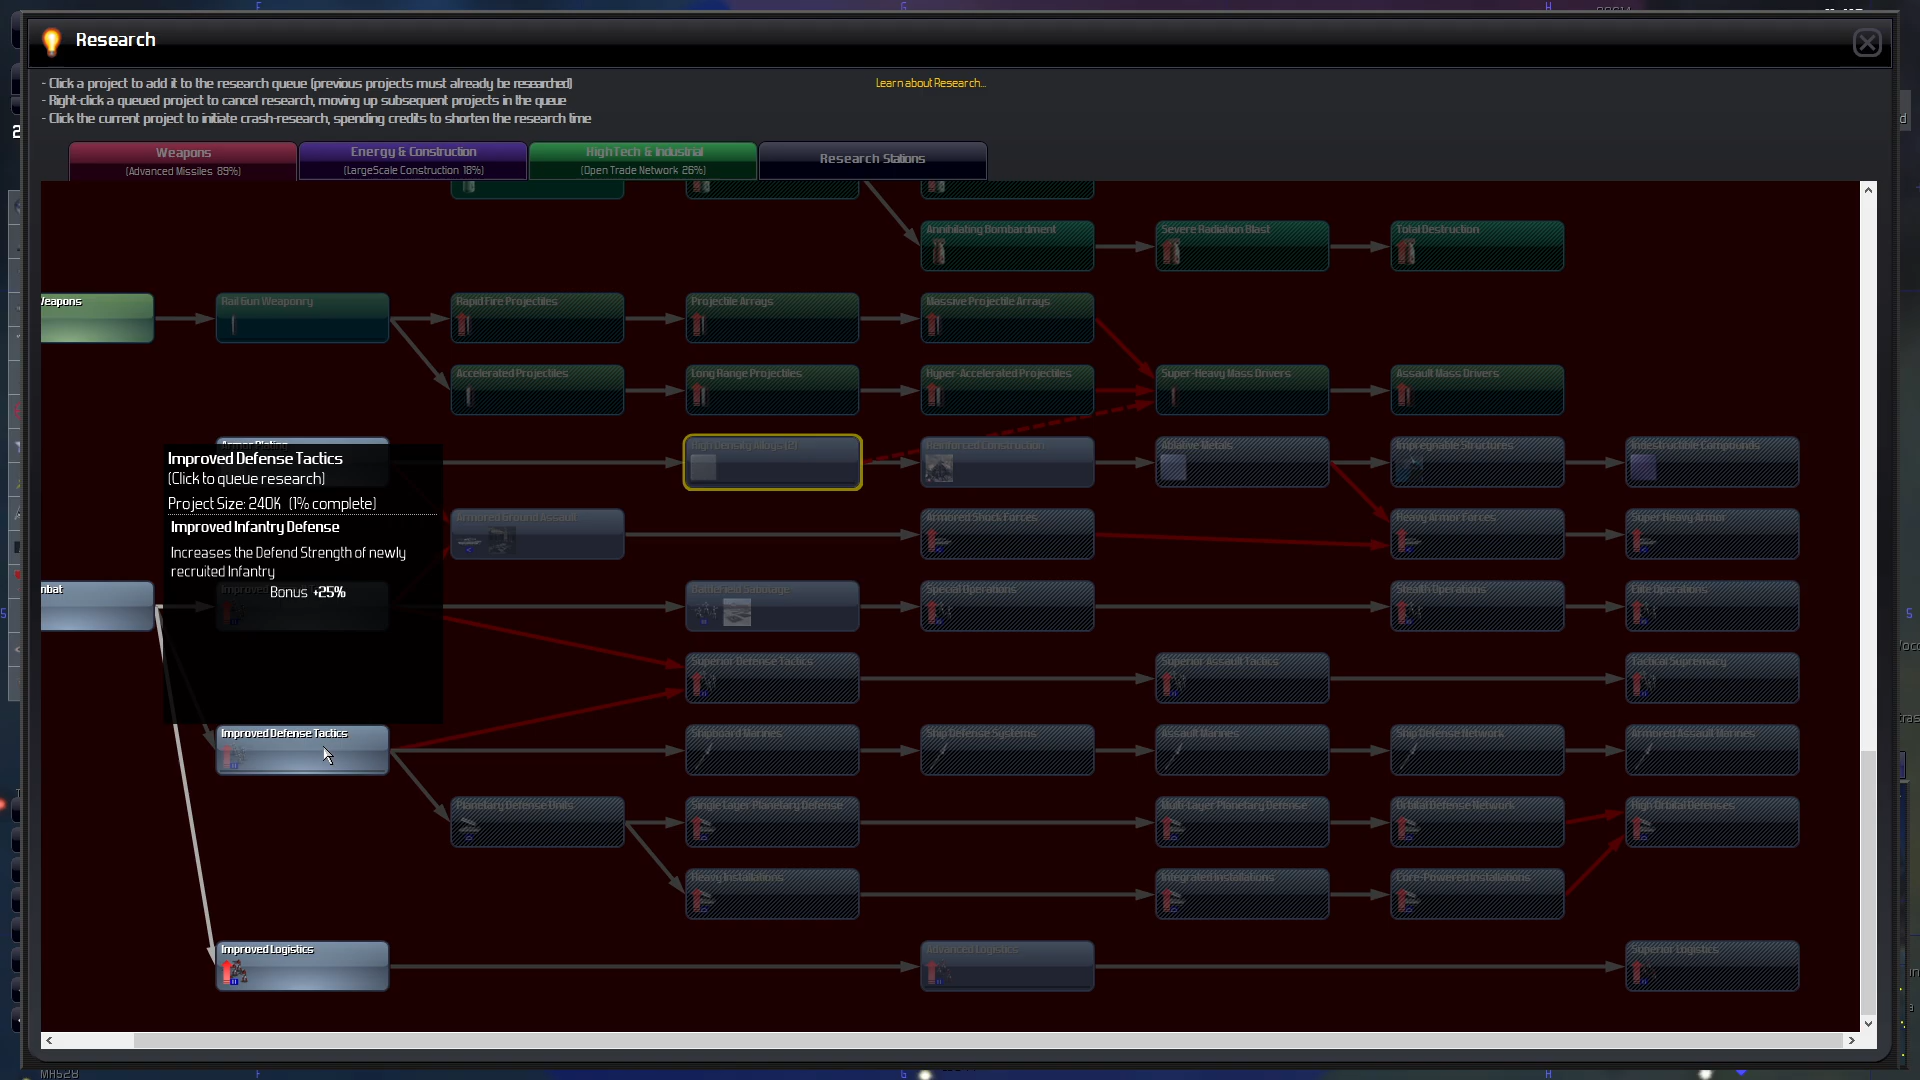 Research
- Click a project to add it to the research queue (previous projects must already be researched)
- Right-click a queued project to cancel research, moving up subsequent projects in the queue
- Click the current project to initiate crash-research, spending credits to shorten the research time
Learn about Research...
Weapons
(Advanced Missiles 89%)
Energy & Construction
(LargeScale Construction 18%)
HighTech & Industrial
(Open Trade Network 26%)
Research Stations
Annihilating Bombardment
Severe Radiation Blast
Total Destruction
Weapons
Rail Gun Weaponry
Rapid Fire Projectiles
Projectile Arrays
Massive Projectile Arrays
Accelerated Projectiles
Long Range Projectiles
Hyper-Accelerated Projectiles
Super-Heavy Mass Drivers
Assault Mass Drivers
Armor Plating
High Density Alloys (2)
Reinforced Construction
Ablative Metals
Impregnable Structures
Indestructible Compounds
Improved Defense Tactics
(Click to queue research)
Project Size: 240K (1% complete)
Improved Infantry Defense
Increases the Defend Strength of newly
recruited Infantry
Bonus +25%
Armored Ground Assault
Armored Shock Forces
Heavy Armor Forces
Super Heavy Armor
mbat
Battlefield Sabotage
Special Operations
Stealth Operations
Elite Operations
Superior Defense Tactics
Superior Assault Tactics
Tactical Supremacy
Improved Defense Tactics
Shipboard Marines
Ship Defense Systems
Assault Marines
Ship Defense Network
Armored Assault Marines
Planetary Defense Units
Single Layer Planetary Defense
Multi-Layer Planetary Defense
Orbital Defense Network
High Orbital Defenses
Heavy Installations
Integrated Installations
Core-Powered Installations
Improved Logistics
Advanced Logistics
Superior Logistics